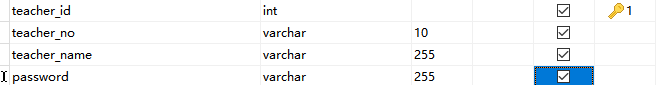 teacher_id int 1
teacher_no varchar 10
teacher_name varchar 255
password varchar 255